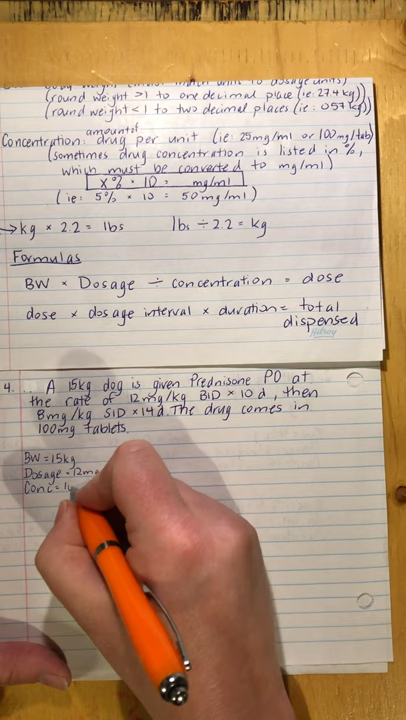 (round weight >1 to one decimal place (ie: 27.4 kg))
(round weight <1 to two decimal places (ie: 0.57 kg))
amount of
Concentration: drug per unit (ie: 25mg/ml or 100mg/tab)
(sometimes drug concentration is listed in %,
which must be converted to mg/ml)
x% × 10 = mg/ml
(ie: 5% × 10 = 50mg/ml)
→kg × 2.2 = lbs lbs ÷ 2.2 = kg
Formulas
BW × Dosage ÷ concentration = dose
dose × dosage interval × duration = total
dispensed
Hilroy
4. A 15kg dog is given Prednisone PO at
the rate of 12mg/kg BID × 10 d, then
8mg/kg SID × 14 d. The drug comes in
100mg tablets.
BW = 15kg
Dosage = 12mg
Conc = 1